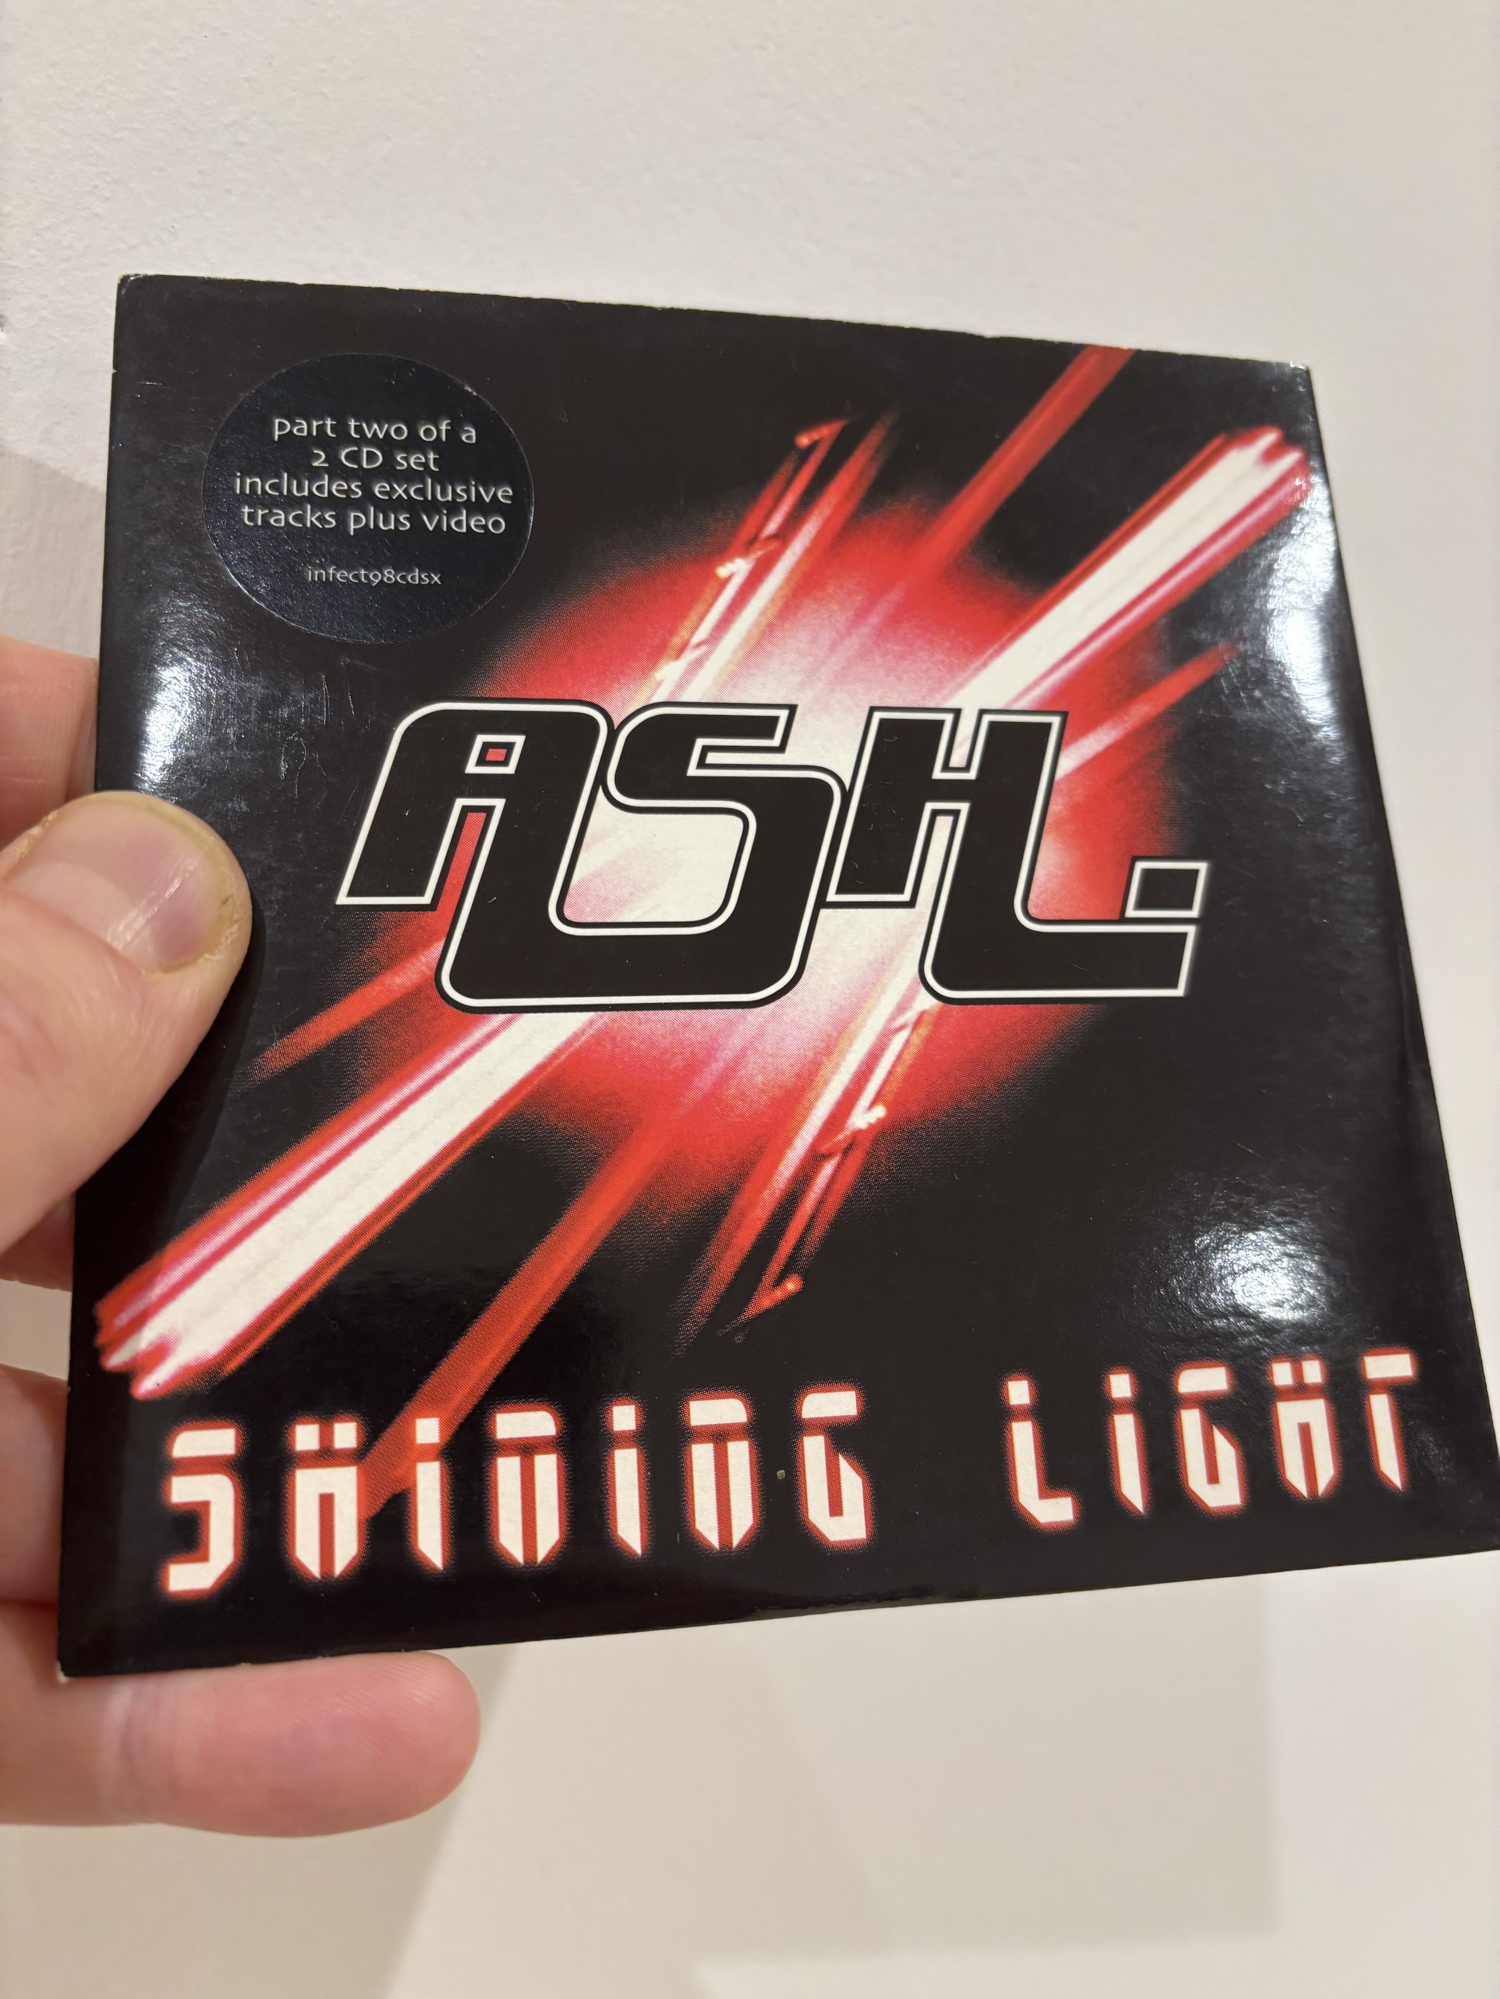 part two of a
2 CD set
includes exclusive
tracks plus video
infect98cdsx
ASH.
SHINING LIGHT